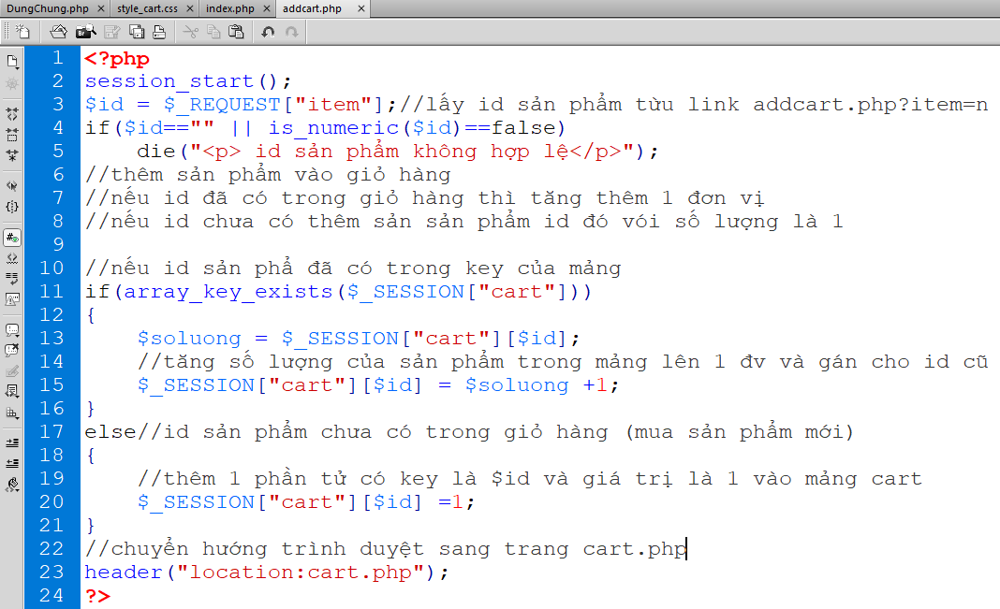 DungChung.php × style_cart.css × index.php × addcart.php ×
1 <?php
2 session_start();
3 $id = $_REQUEST["item"];//lấy id sản phẩm từu link addcart.php?item=n
4 if($id=="" || is_numeric($id)==false)
5 die("<p> id sản phẩm không hợp lệ</p>");
6 //thêm sản phẩm vào giỏ hàng
7 //nếu id đã có trong giỏ hàng thì tăng thêm 1 đơn vị
8 //nếu id chưa có thêm sản sản phẩm id đó vói số lượng là 1
9
10 //nếu id sản phẩ đã có trong key của mảng
11 if(array_key_exists($_SESSION["cart"]))
12 {
13 $soluong = $_SESSION["cart"][$id];
14 //tăng số lượng của sản phẩm trong mảng lên 1 đv và gán cho id cũ
15 $_SESSION["cart"][$id] = $soluong +1;
16 }
17 else//id sản phẩm chưa có trong giỏ hàng (mua sản phẩm mới)
18 {
19 //thêm 1 phần tử có key là $id và giá trị là 1 vào mảng cart
20 $_SESSION["cart"][$id] =1;
21 }
22 //chuyển hướng trình duyệt sang trang cart.php
23 header("location:cart.php");
24 ?>